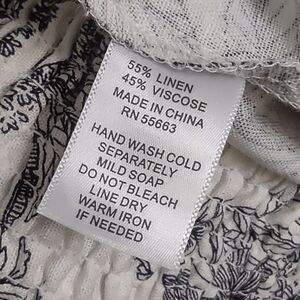 55% LINEN
45% VISCOSE
MADE IN CHINA
RN 55663
HAND WASH COLD
SEPARATELY
MILD SOAP
DO NOT BLEACH
LINE DRY
WARM IRON
IF NEEDED